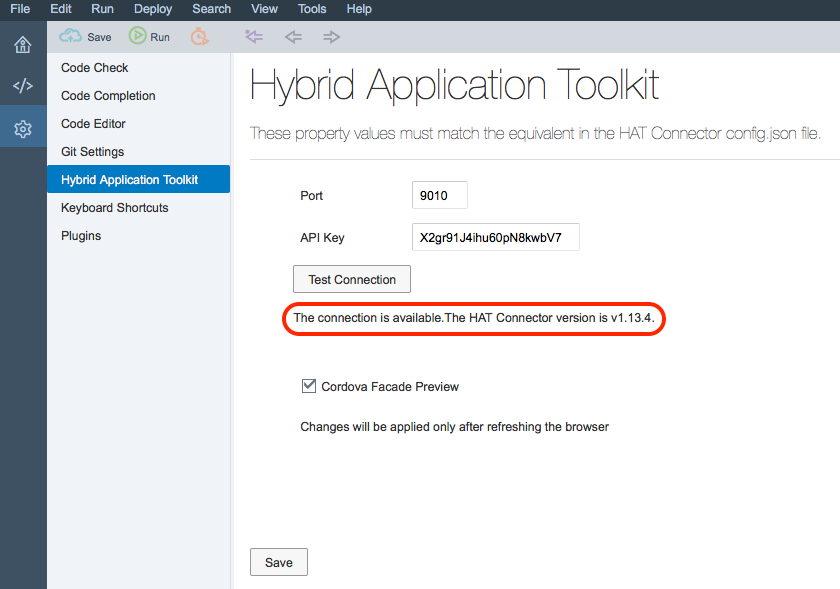 File Edit Run Deploy Search View Tools Help
Save Run
Code Check
Code Completion
Code Editor
Git Settings
Hybrid Application Toolkit
Keyboard Shortcuts
Plugins
Hybrid Application Toolkit
These property values must match the equivalent in the HAT Connector config.json file.
Port 9010
API Key X2gr91J4ihu60pN8kwbV7
Test Connection
The connection is available.The HAT Connector version is v1.13.4.
Cordova Facade Preview
Changes will be applied only after refreshing the browser
Save